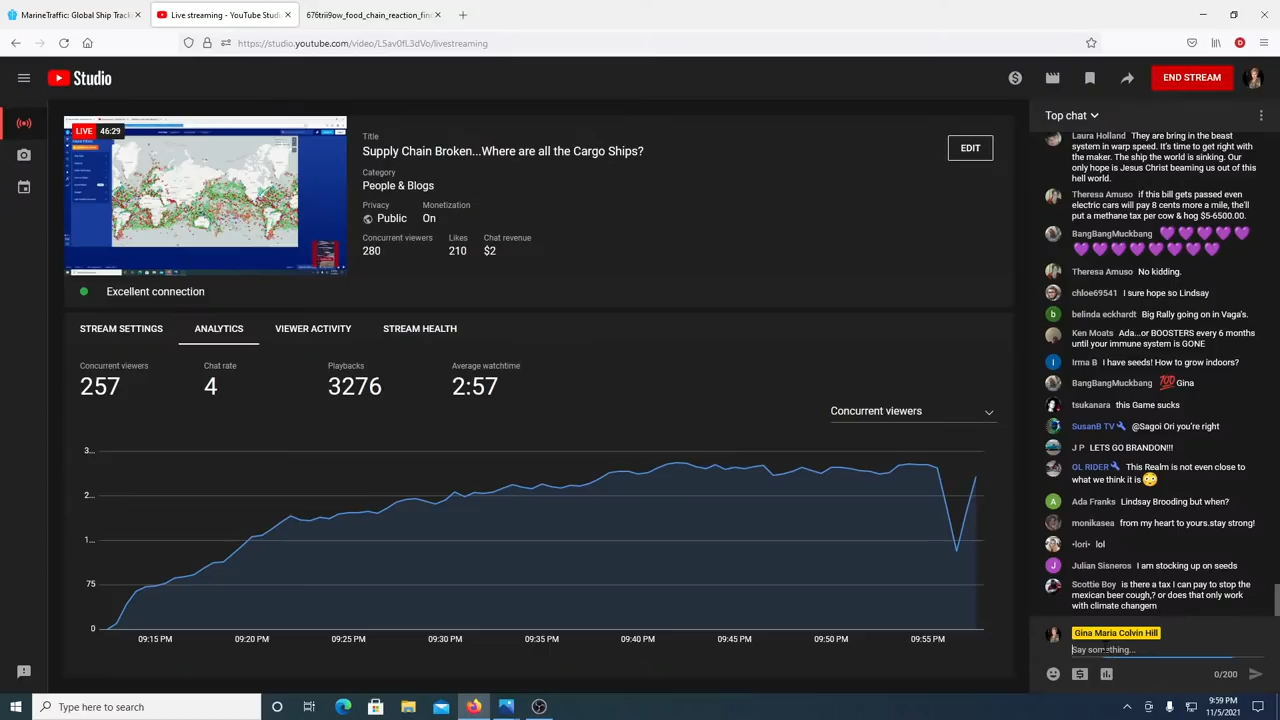 MarineTraffic: Global Ship Track
Live streaming - YouTube Stud
676trii9ow_food_chain_reaction_fin
https://studio.youtube.com/video/L5av0fL3dVo/livestreaming
Studio
END STREAM
LIVE 46:29
Title
Supply Chain Broken...Where are all the Cargo Ships?
EDIT
Category
People & Blogs
Privacy Monetization
Public On
Concurrent viewers Likes Chat revenue
280 210 $2
Excellent connection
STREAM SETTINGS ANALYTICS VIEWER ACTIVITY STREAM HEALTH
Concurrent viewers Chat rate Playbacks Average watchtime
257 4 3276 2:57
Concurrent viewers
3...
2...
1...
75
0
09:15 PM 09:20 PM 09:25 PM 09:30 PM 09:35 PM 09:40 PM 09:45 PM 09:50 PM 09:55 PM
Top chat
Laura Holland They are bring in the beast
system in warp speed. It's time to get right with
the maker. The ship the world is sinking. Our
only hope is Jesus Christ beaming us out of this
hell world.
Theresa Amuso if this bill gets passed even
electric cars will pay 8 cents more a mile, the'll
put a methane tax per cow & hog $5-6500.00.
BangBangMuckbang
Theresa Amuso No kidding.
chloe69541 I sure hope so Lindsay
b belinda eckhardt Big Rally going on in Vaga's.
Ken Moats Ada...or BOOSTERS every 6 months
until your immune system is GONE
I Irma B I have seeds! How to grow indoors?
BangBangMuckbang 100 Gina
tsukanara this Game sucks
SusanB TV @Sagoi Ori you're right
J P LETS GO BRANDON!!!
OL RIDER This Realm is not even close to
what we think it is
A Ada Franks Lindsay Brooding but when?
monikasea from my heart to yours.stay strong!
•lori• lol
J Julian Sisneros I am stocking up on seeds
Scottie Boy is there a tax I can pay to stop the
mexican beer cough,? or does that only work
with climate changem
Gina Maria Colvin Hill
Say something...
0/200
Type here to search
9:59 PM
11/5/2021